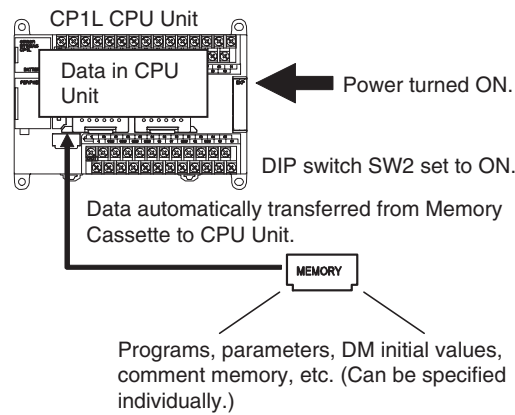 CP1L CPU Unit
Data in CPU
Unit
Power turned ON.
DIP switch SW2 set to ON.
Data automatically transferred from Memory
Cassette to CPU Unit.
MEMORY
Programs, parameters, DM initial values,
comment memory, etc. (Can be specified
individually.)